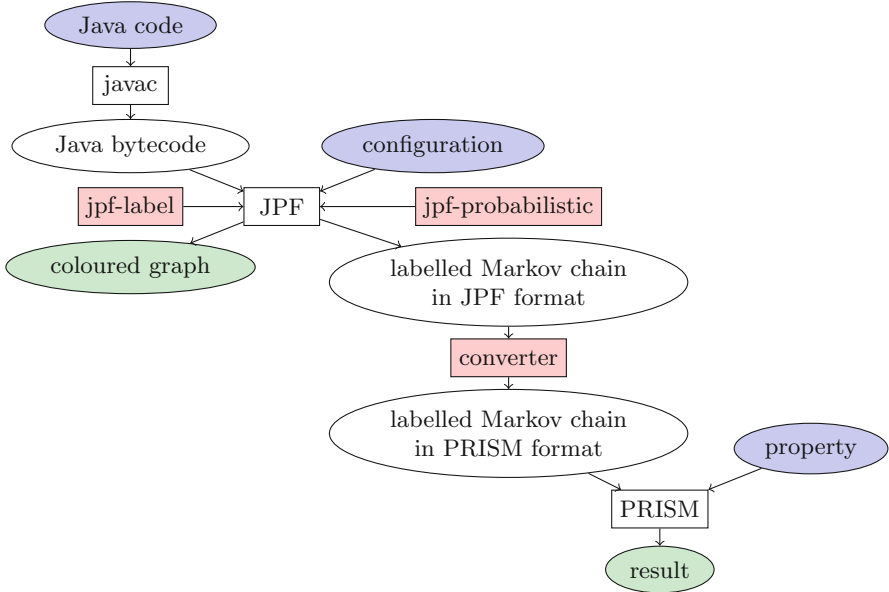 Java code
javac
Java bytecode
configuration
jpf-label
JPF
jpf-probabilistic
coloured graph
labelled Markov chain
in JPF format
converter
labelled Markov chain
in PRISM format
property
PRISM
result